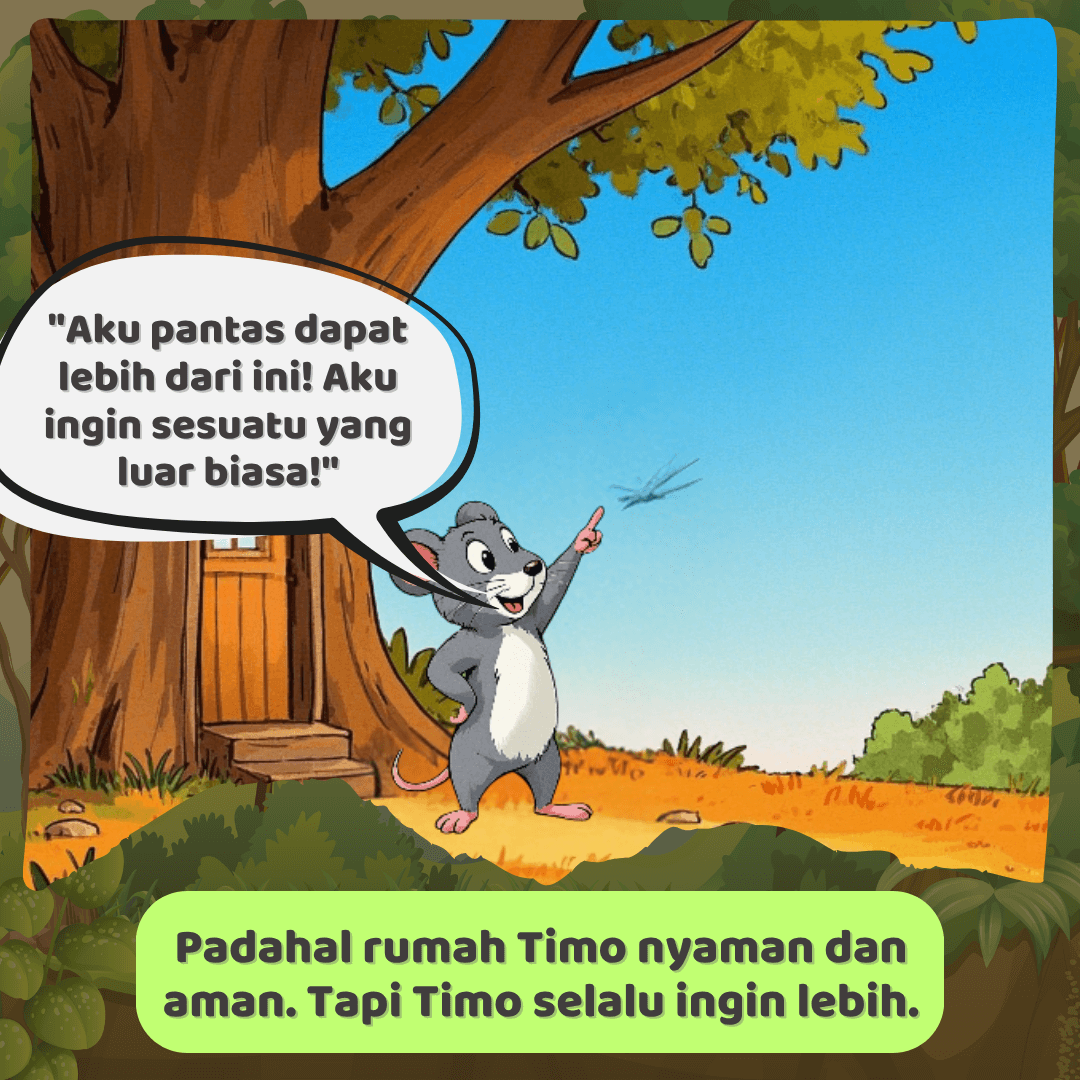 "Aku pantas dapat
lebih dari ini! Aku
ingin sesuatu yang
luar biasa!"
Padahal rumah Timo nyaman dan
aman. Tapi Timo selalu ingin lebih.